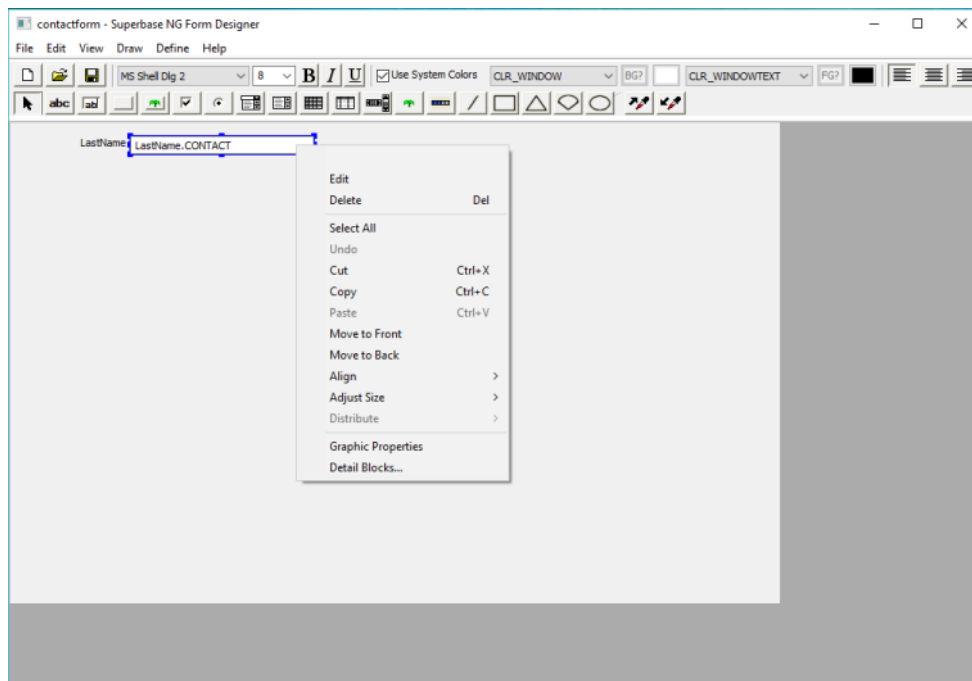 contactform - Superbase NG Form Designer
File Edit View Draw Define Help
MS Shell Dlg 2 8 B I U Use System Colors CLR_WINDOW BG? CLR_WINDOWTEXT FG?
abc ab
LastName LastName.CONTACT
Edit
Delete Del
Select All
Undo
Cut Ctrl+X
Copy Ctrl+C
Paste Ctrl+V
Move to Front
Move to Back
Align
Adjust Size
Distribute
Graphic Properties
Detail Blocks...